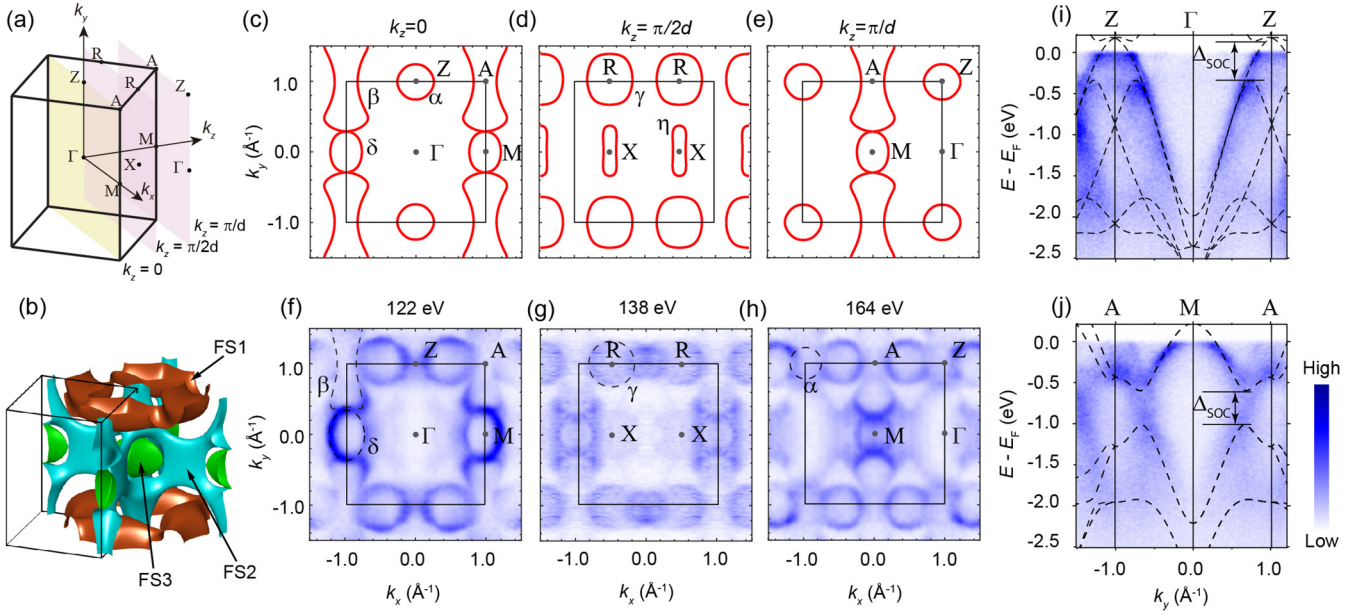 (a)
k_y
R
A
Z
R
Z
A
k_z
Γ
M
X
Γ
M
k_x
k_z = π/d
k_z = π/2d
k_z = 0
(b)
FS1
FS3
FS2
(c)
k_z=0
1.0
0.0
-1.0
k_y (Å⁻¹)
Z
A
β
α
δ
Γ
M
(d)
k_z = π/2d
R
R
γ
η
X
X
(e)
k_z=π/d
A
Z
M
Γ
(f)
122 eV
1.0
0.0
-1.0
k_y (Å⁻¹)
Z
A
β
δ
Γ
M
-1.0
0.0
1.0
k_x (Å⁻¹)
(g)
138 eV
R
R
γ
X
X
-1.0
0.0
1.0
k_x (Å⁻¹)
(h)
164 eV
A
Z
α
M
Γ
-1.0
0.0
1.0
k_x (Å⁻¹)
(i)
Z
Γ
Z
0.0
-0.5
-1.0
-1.5
-2.0
-2.5
E - E_F (eV)
Δ_SOC
(j)
A
M
A
0.0
-0.5
-1.0
-1.5
-2.0
-2.5
E - E_F (eV)
Δ_SOC
-1.0
0.0
1.0
k_y (Å⁻¹)
High
Low